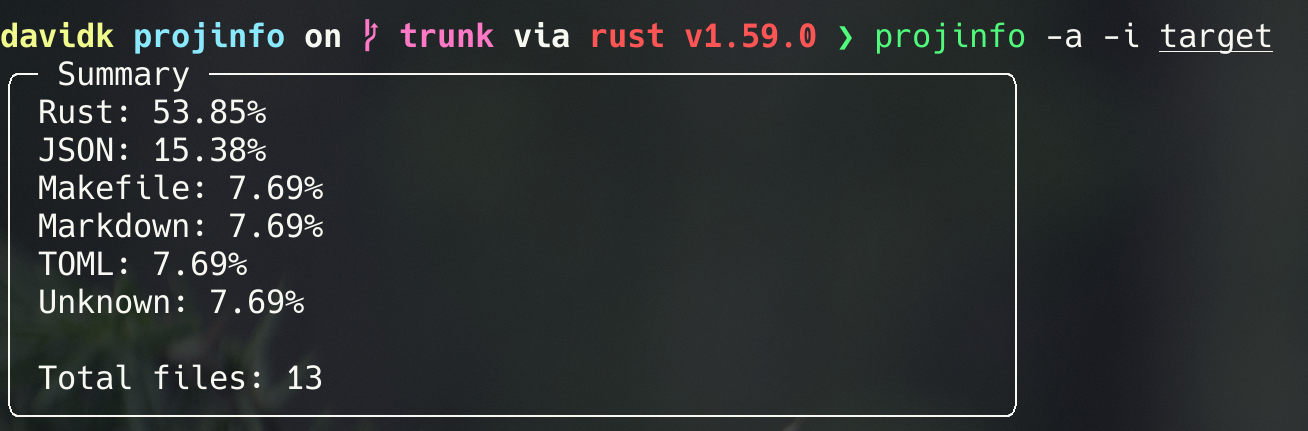 davidk projinfo on trunk via rust v1.59.0 ❯ projinfo -a -i target
Summary
Rust: 53.85%
JSON: 15.38%
Makefile: 7.69%
Markdown: 7.69%
TOML: 7.69%
Unknown: 7.69%
Total files: 13